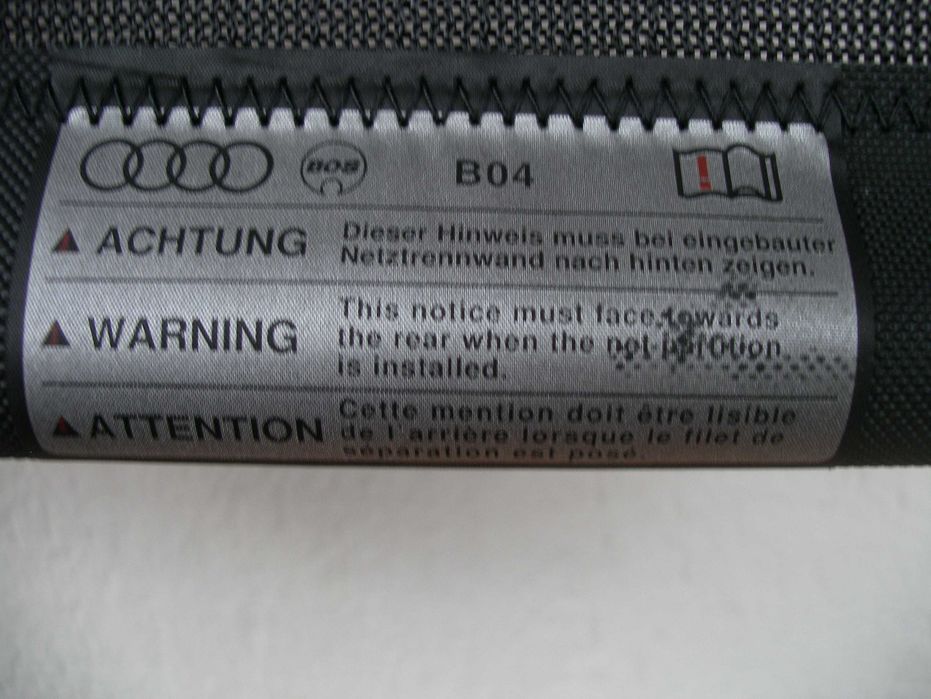 BOS B04
ACHTUNG
Dieser Hinweis muss bei eingebauter
Netztrennwand nach hinten zeigen.
WARNING
This notice must face towards
the rear when the net partition
is installed.
ATTENTION
Cette mention doit être lisible
de l'arrière lorsque le filet de
séparation est posé.